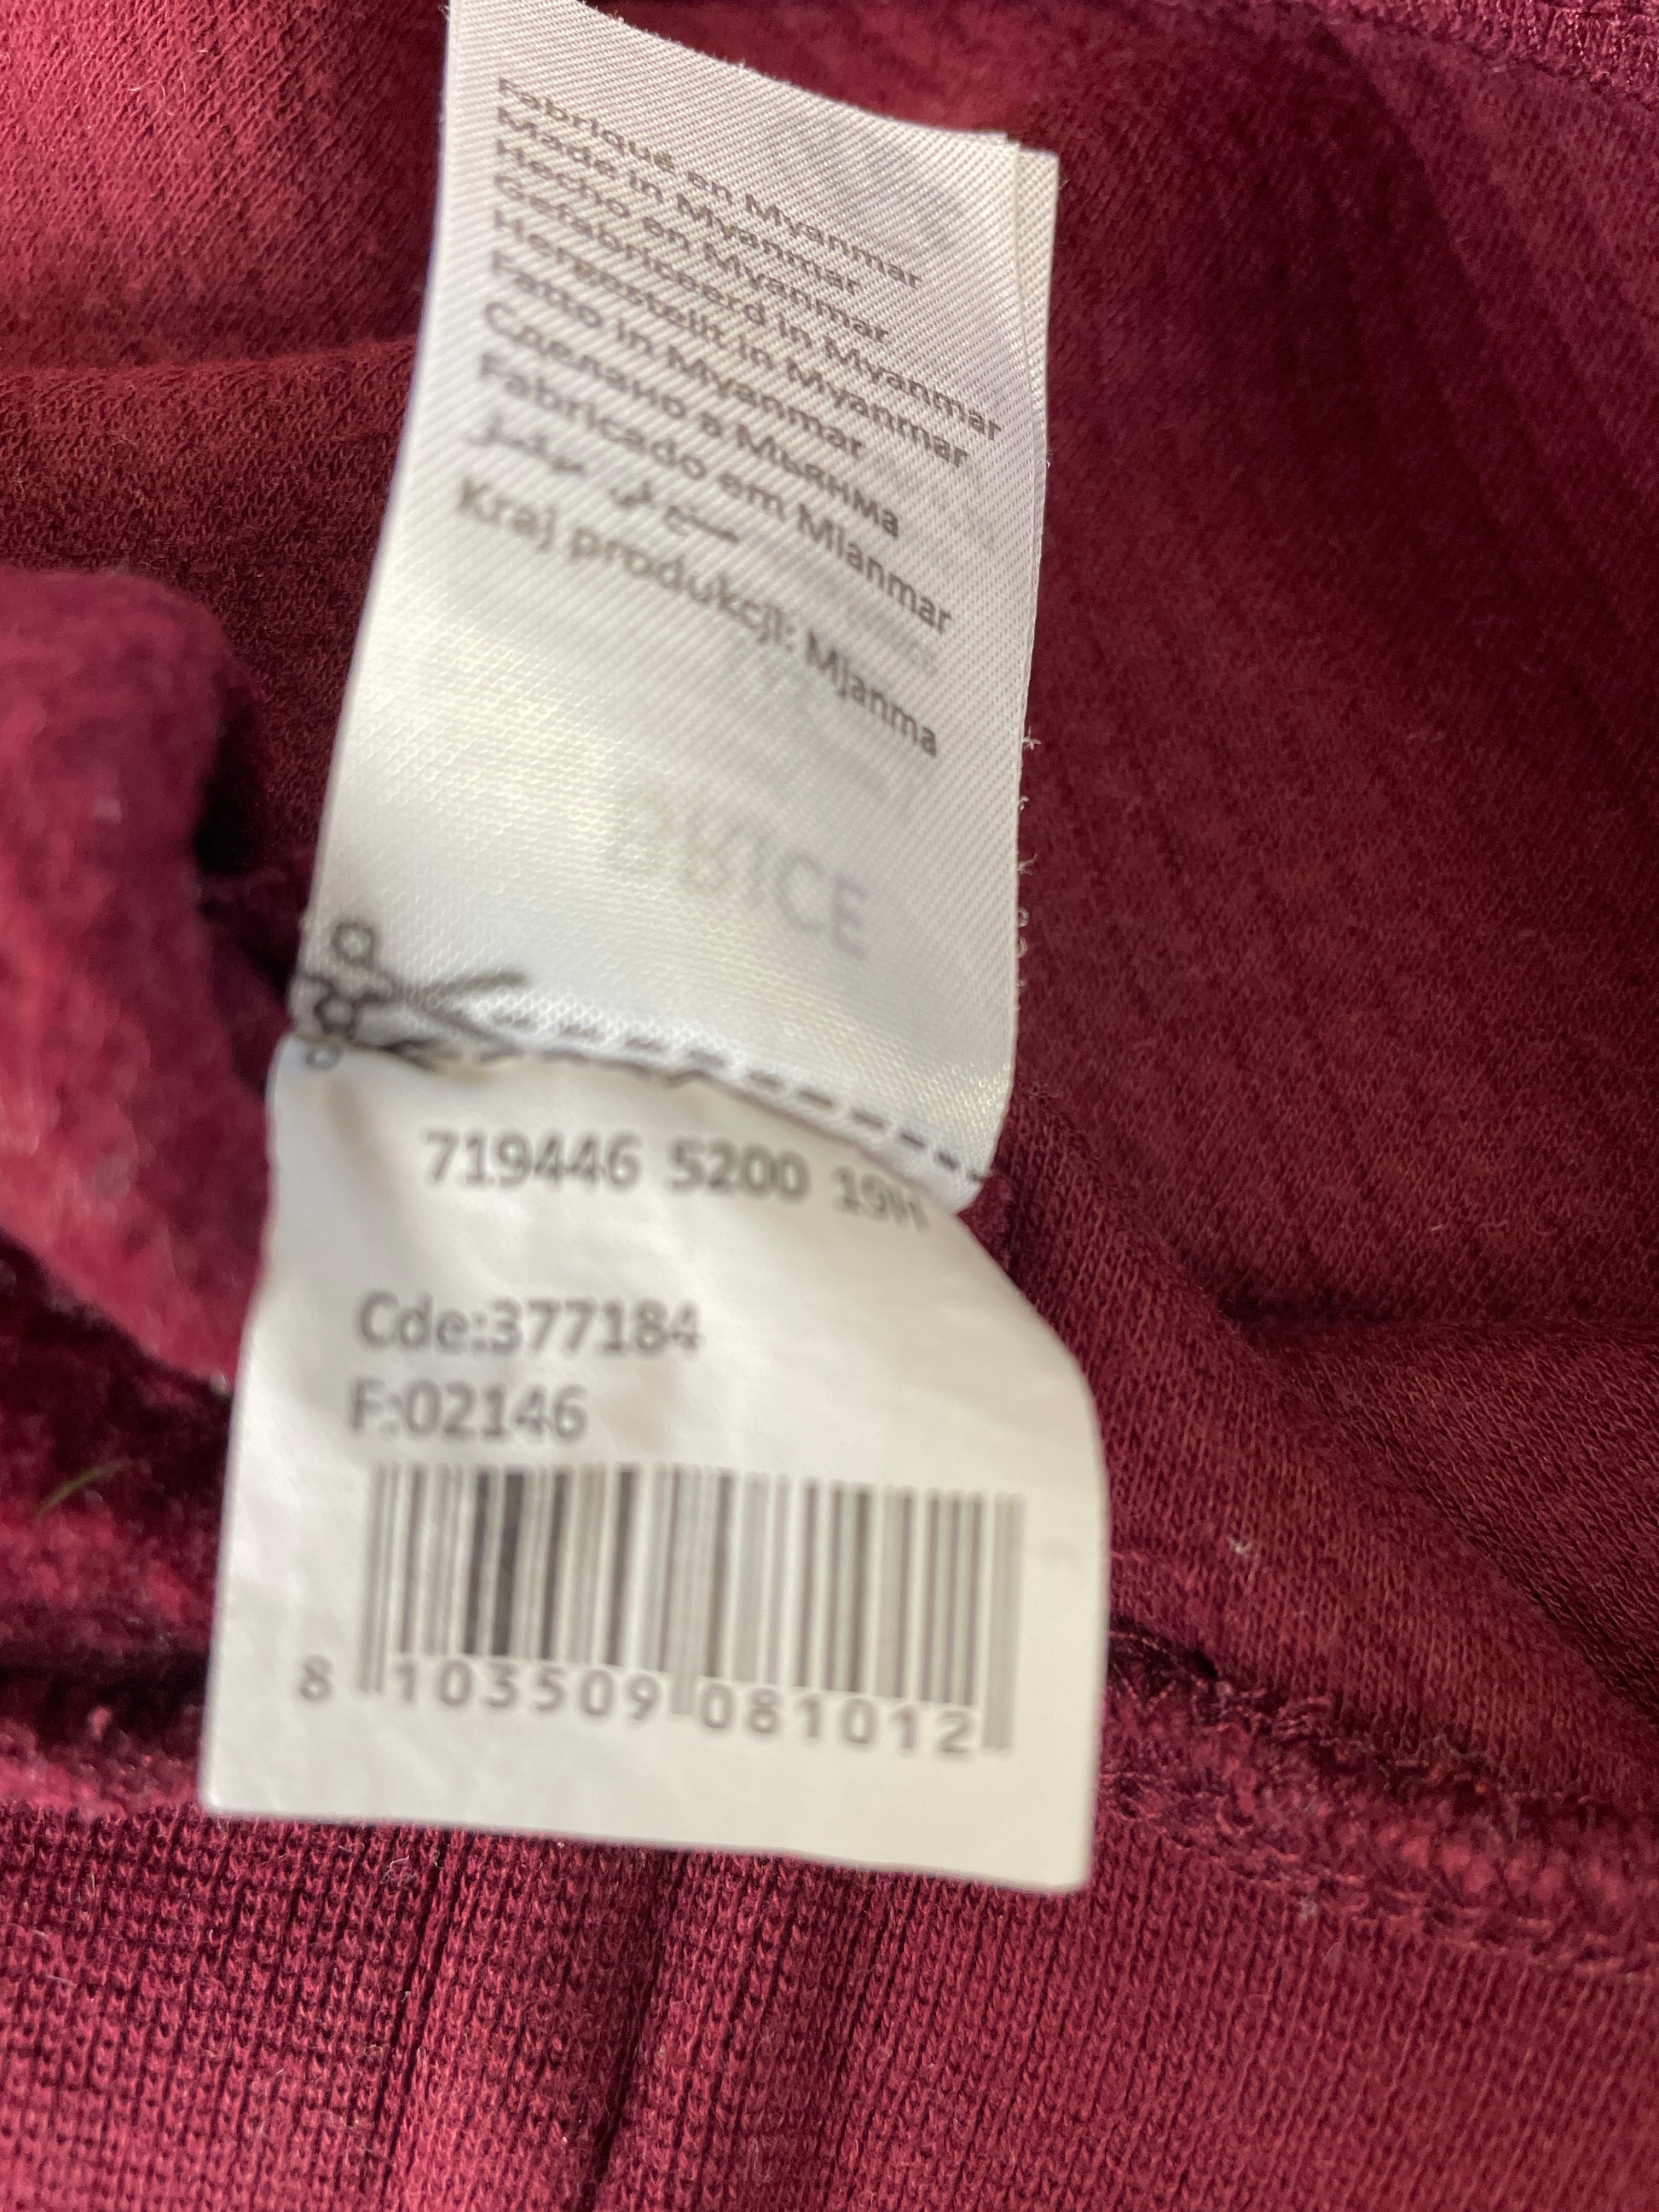 Fabriqué en Myanmar
Made in Myanmar
Hecho en Myanmar
Gefabriceerd in Myanmar
Hergestellt in Myanmar
Fatto in Myanmar
Сделано в Мьянма
Fabricado em Mianmar
صنع في ميانمار
Kraj produkcji: Mjanma
719446 5200 19H
Cde:377184
F:02146
8 103509 081012